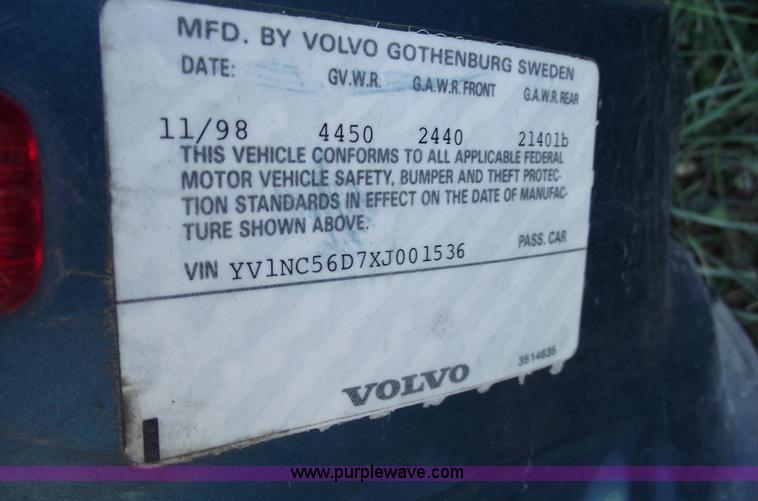 MFD. BY VOLVO GOTHENBURG SWEDEN
DATE: GV.W.R. G.A.W.R. FRONT G.A.W.R. REAR
11/98 4450 2440 2140lb
THIS VEHICLE CONFORMS TO ALL APPLICABLE FEDERAL
MOTOR VEHICLE SAFETY, BUMPER AND THEFT PROTEC-
TION STANDARDS IN EFFECT ON THE DATE OF MANUFAC-
TURE SHOWN ABOVE.
VIN YV1NC56D7XJ001536 PASS. CAR
VOLVO 3514635
www.purplewave.com